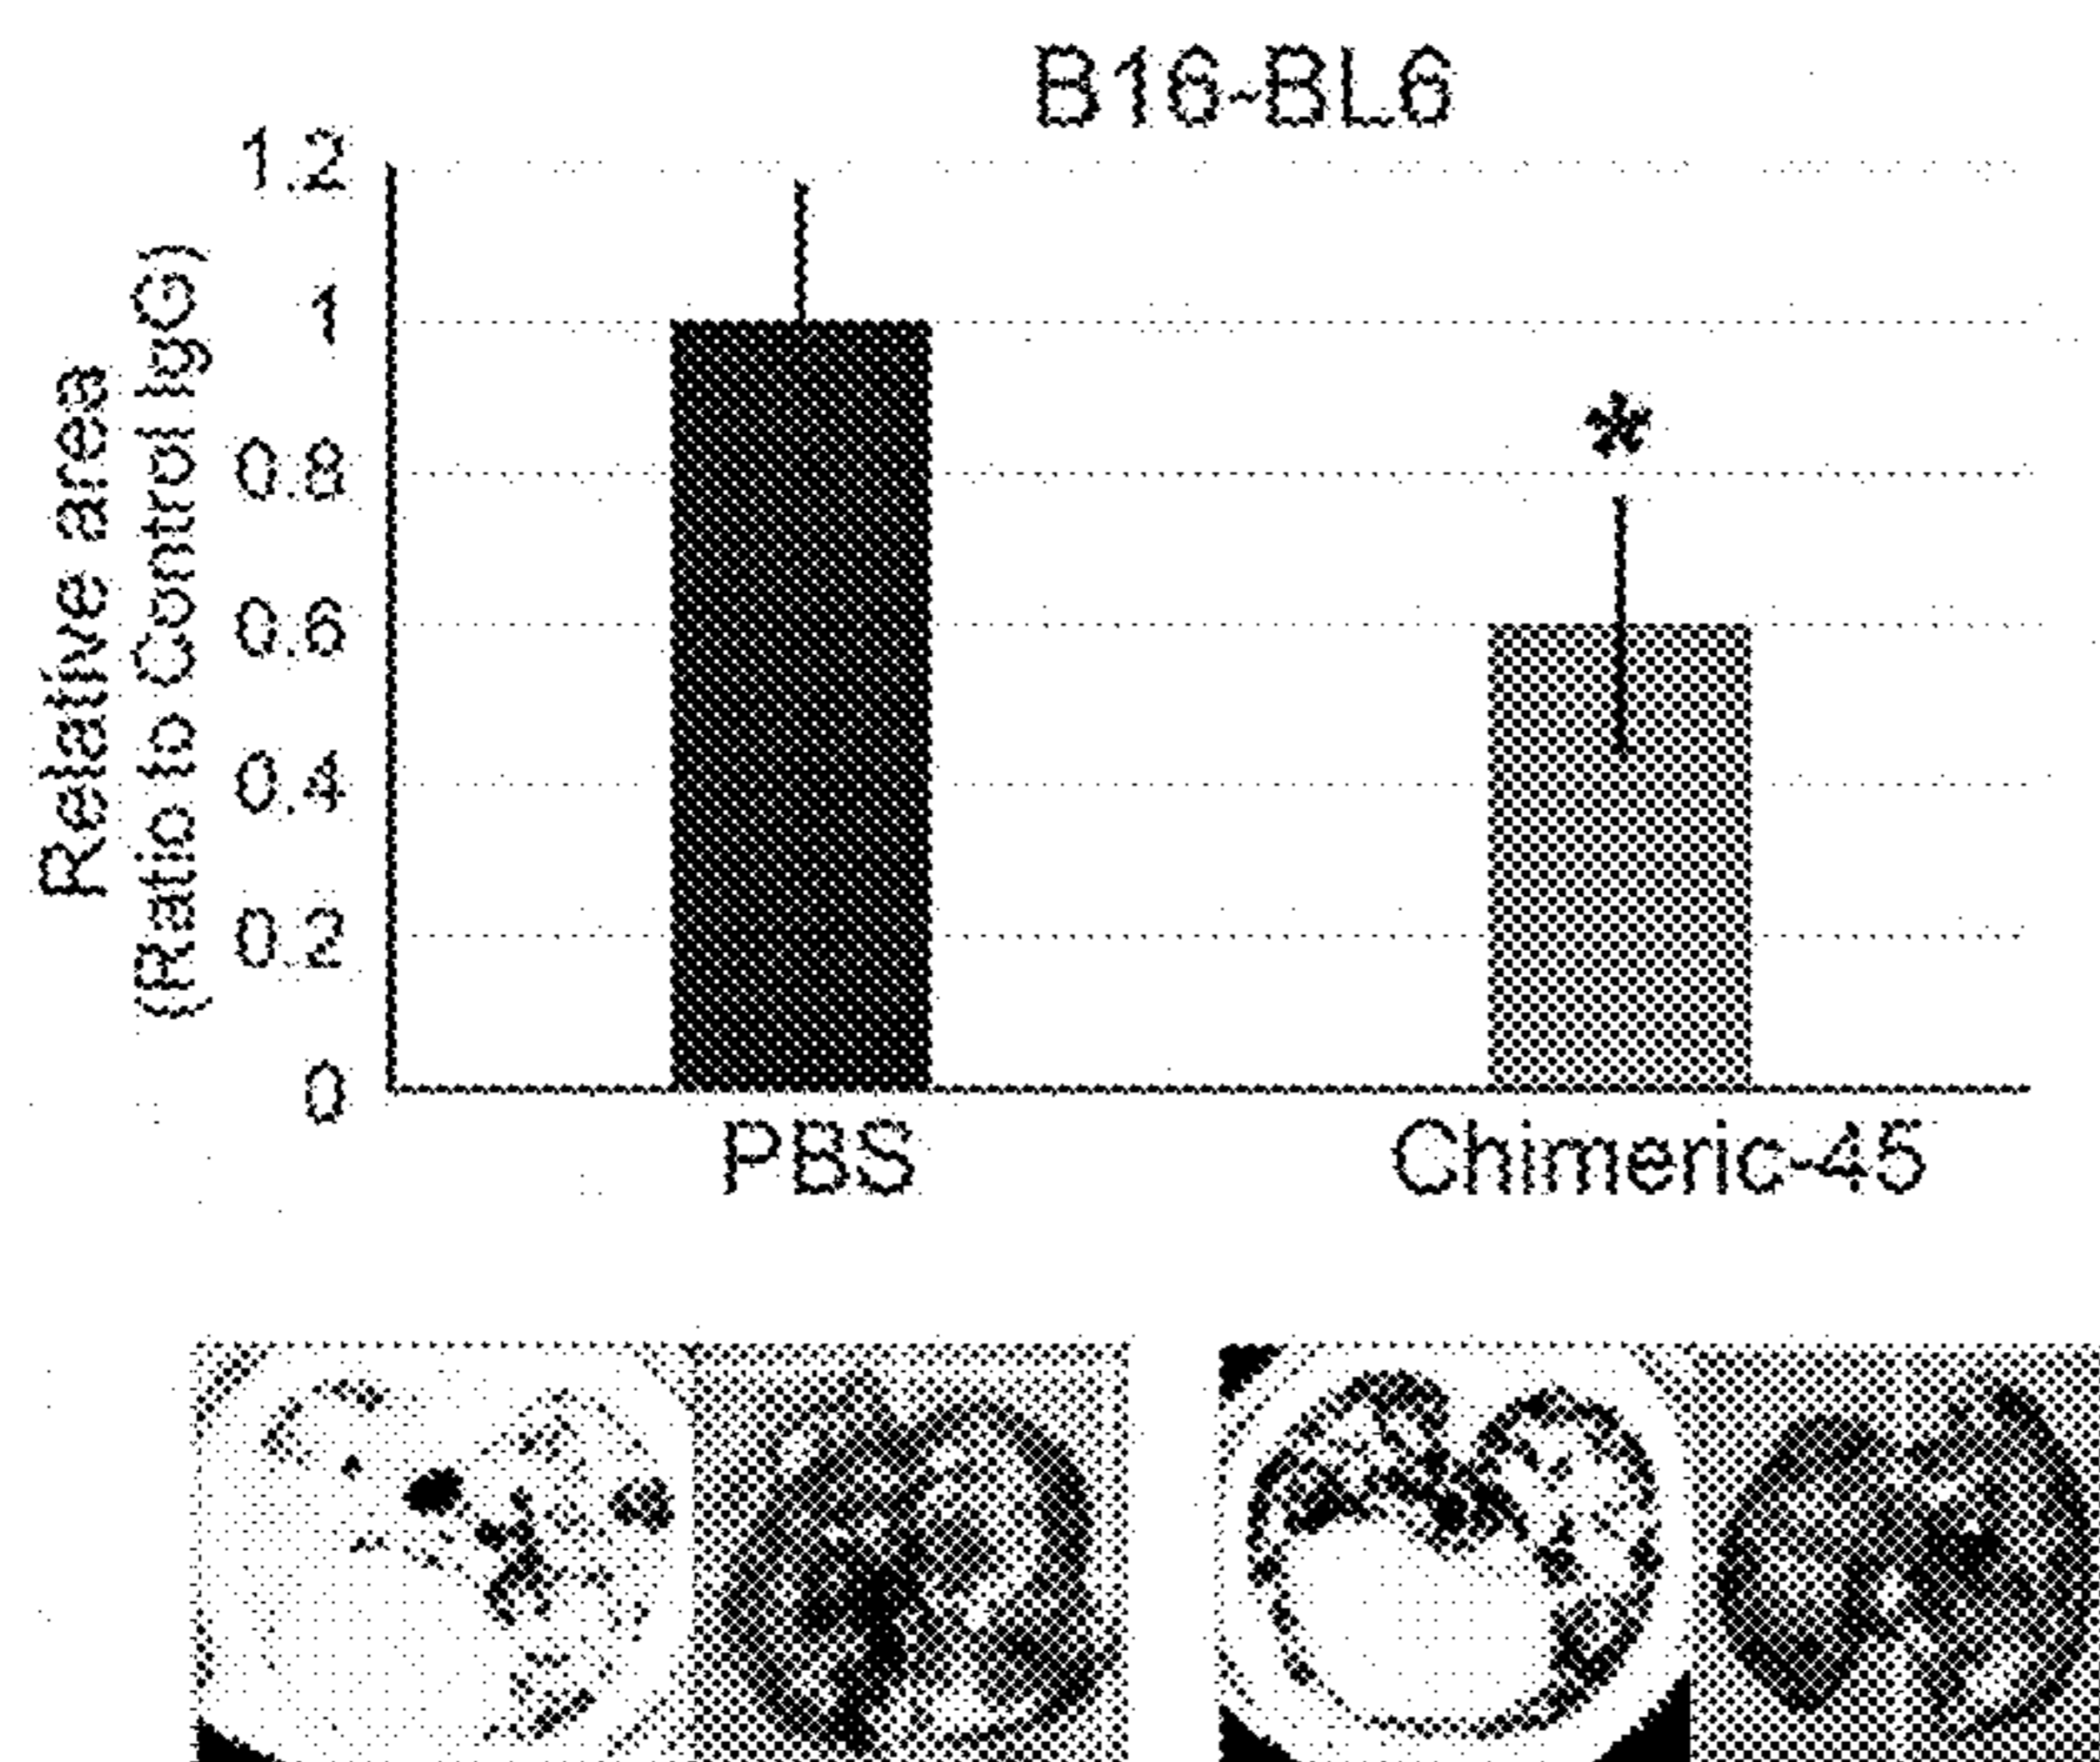 B16-BL6
Relative area
(Ratio to Control IgG)
1.2
1
0.8
0.6
0.4
0.2
0
*
PBS
Chimeric-45